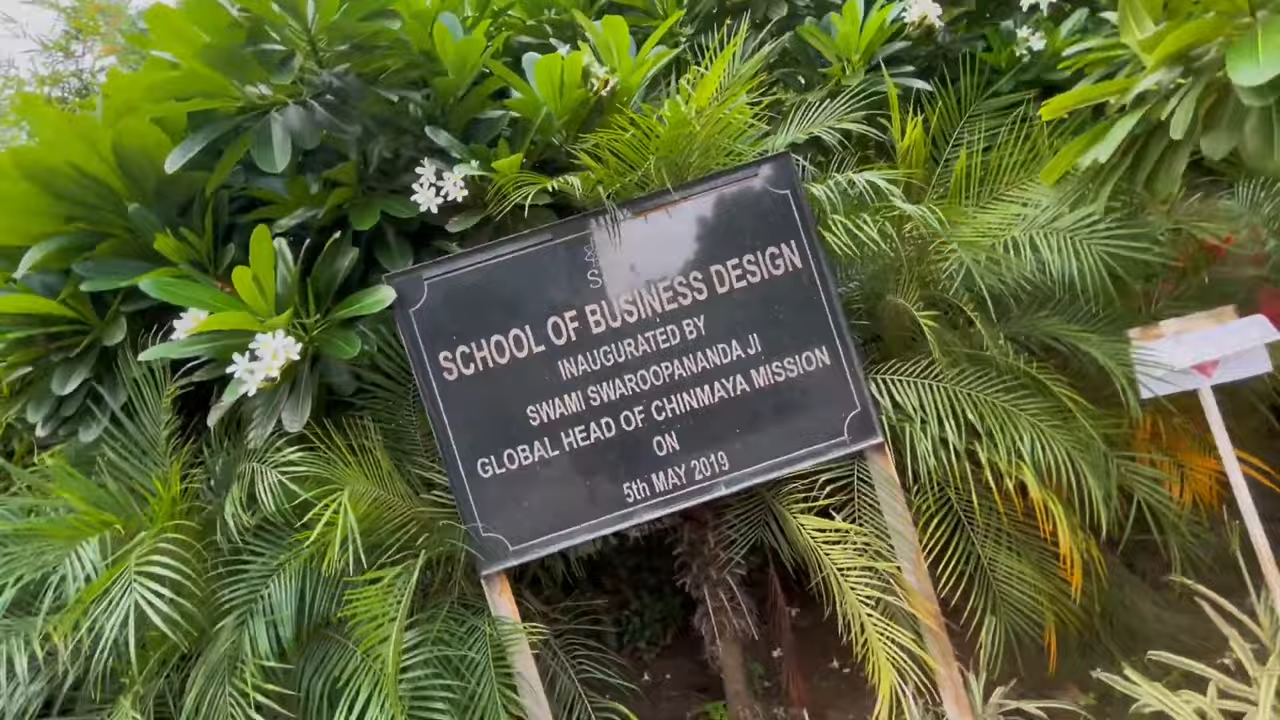 SCHOOL OF BUSINESS DESIGN
INAUGURATED BY
SWAMI SWAROOPANANDA JI
GLOBAL HEAD OF CHINMAYA MISSION
ON
5th MAY 2019